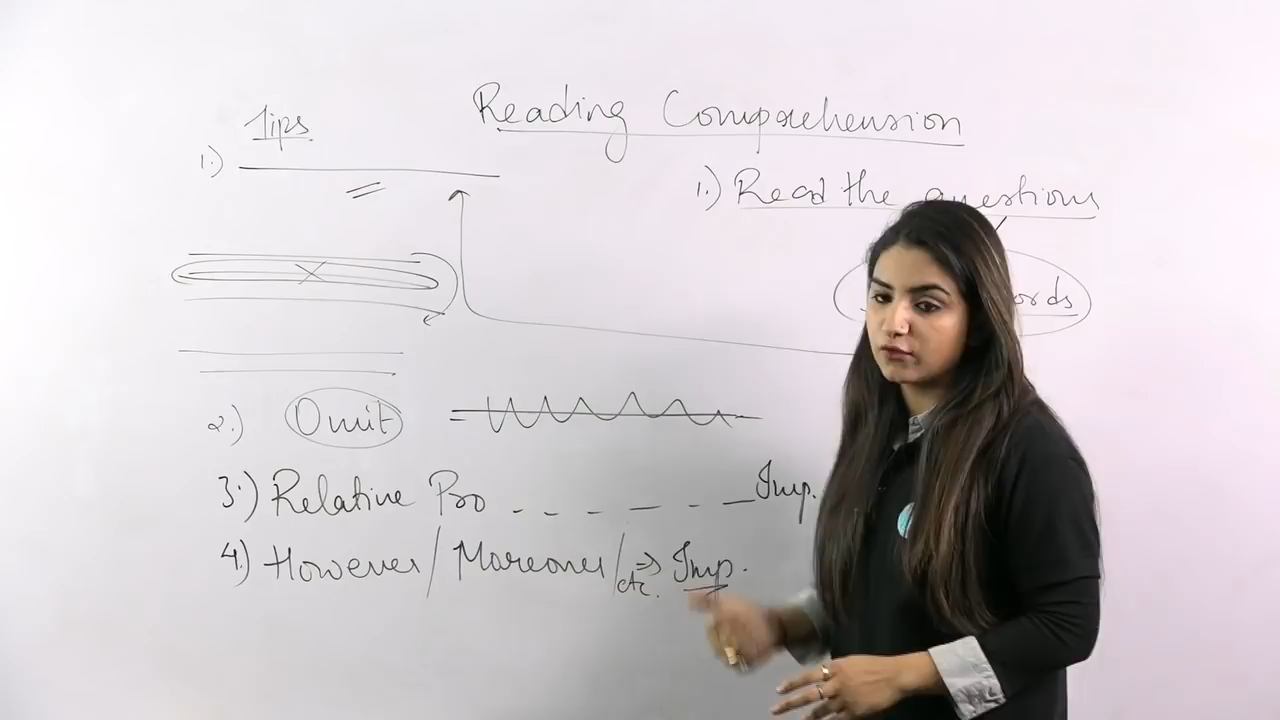 Reading Comprehension
Tips
1.)
1.) Read the questions
ords
2.) Omit
3.) Relative Pro _ _ _ _ _ _ Imp.
4.) However/ Moreover/ etc. => Imp.